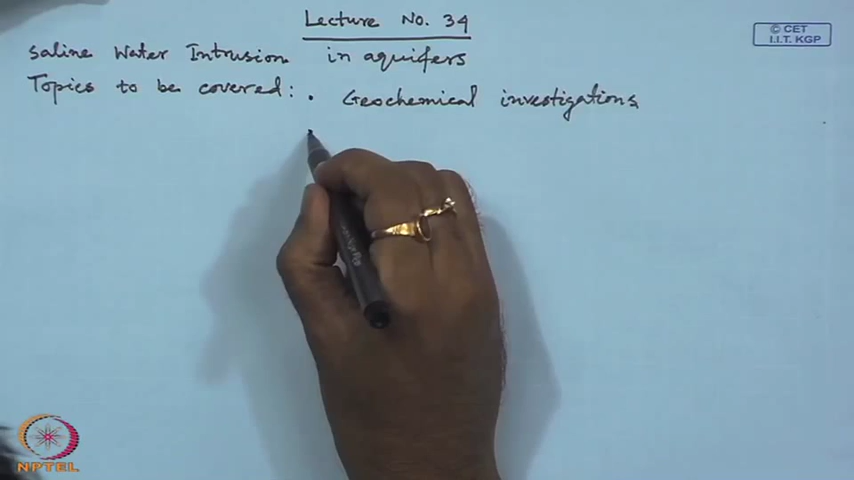 Lecture No. 34
© CET
I.I.T. KGP
Saline Water Intrusion in aquifers
Topics to be covered: • Geochemical investigations
•
NPTEL